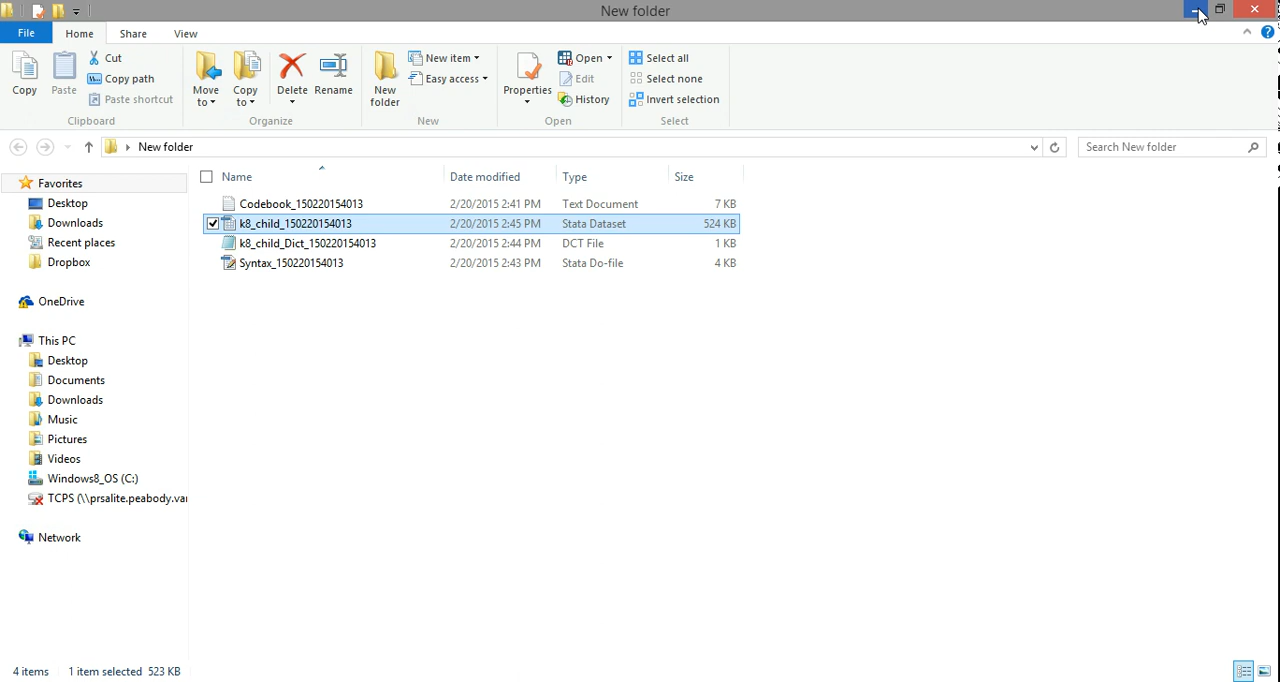 New folder
File Home Share View
Copy Paste Cut Copy path Paste shortcut Move to Copy to Delete Rename New folder New item Easy access Properties Open Edit History Select all Select none Invert selection
Clipboard Organize New Open Select
New folder Search New folder
Name Date modified Type Size
Codebook_150220154013 2/20/2015 2:41 PM Text Document 7 KB
k8_child_150220154013 2/20/2015 2:45 PM Stata Dataset 524 KB
k8_child_Dict_150220154013 2/20/2015 2:44 PM DCT File 1 KB
Syntax_150220154013 2/20/2015 2:43 PM Stata Do-file 4 KB
Favorites
Desktop
Downloads
Recent places
Dropbox
OneDrive
This PC
Desktop
Documents
Downloads
Music
Pictures
Videos
Windows8_OS (C:)
TCPS (\\prsalite.peabody.var
Network
4 items 1 item selected 523 KB